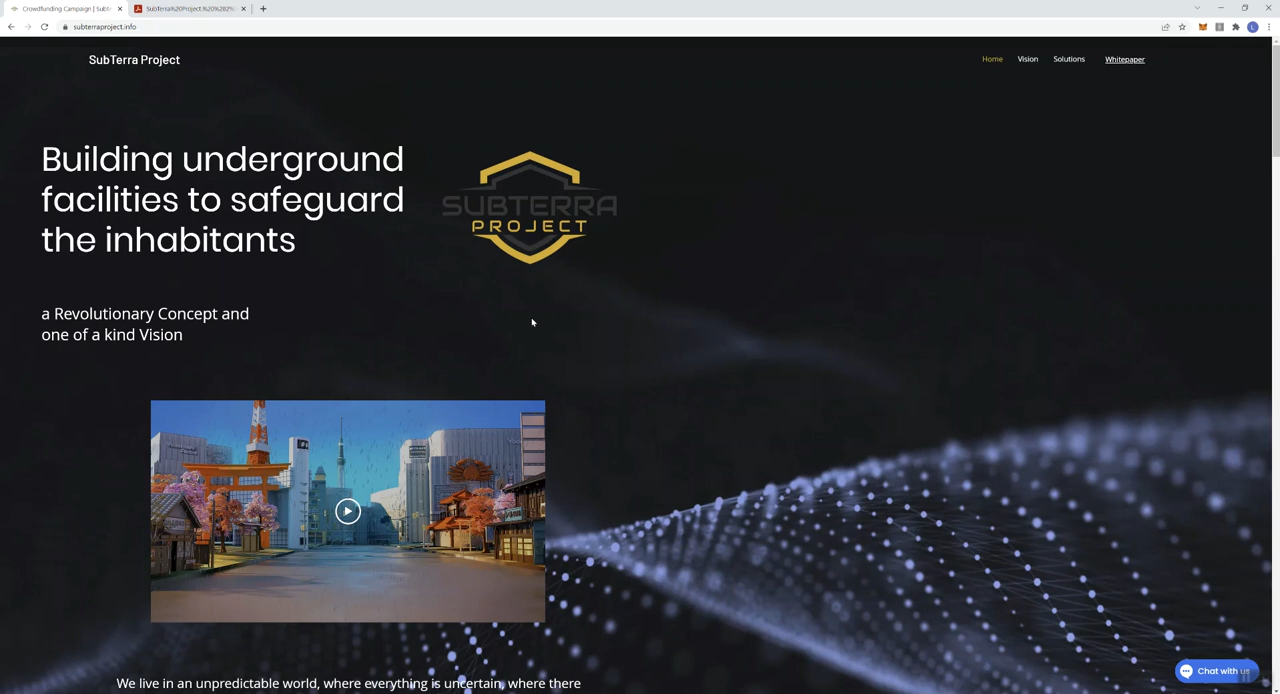 Crowdfunding Campaign | Subt
SubTerra%20Project.%20%282%
subterraproject.info
SubTerra Project
Home
Vision
Solutions
Whitepaper
Building underground
facilities to safeguard
the inhabitants
SUBTERRA
PROJECT
a Revolutionary Concept and
one of a kind Vision
We live in an unpredictable world, where everything is uncertain, where there
Chat with us